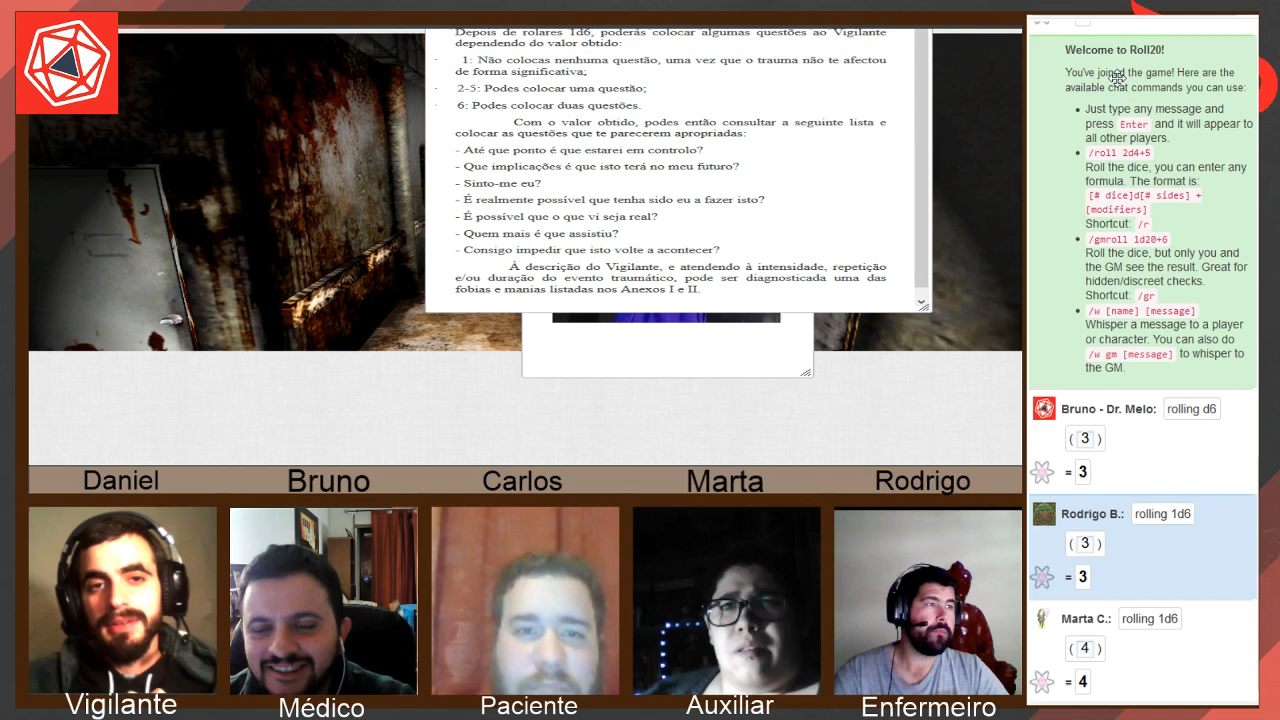 Depois de rolares 1d6, poderás colocar algumas questões ao Vigilante
dependendo do valor obtido:
· 1: Não colocas nenhuma questão, uma vez que o trauma não te afectou
de forma significativa;
· 2-5: Podes colocar uma questão;
· 6: Podes colocar duas questões.
Com o valor obtido, podes então consultar a seguinte lista e
colocar as questões que te parecerem apropriadas:
- Até que ponto é que estarei em controlo?
- Que implicações é que isto terá no meu futuro?
- Sinto-me eu?
- É realmente possível que tenha sido eu a fazer isto?
- É possível que o que vi seja real?
- Quem mais é que assistiu?
- Consigo impedir que isto volte a acontecer?
À descrição do Vigilante, e atendendo à intensidade, repetição
e/ou duração do evento traumático, pode ser diagnosticada uma das
fobias e manias listadas nos Anexos I e II.
Daniel
Bruno
Carlos
Marta
Rodrigo
Vigilante
Médico
Paciente
Auxiliar
Enfermeiro
Welcome to Roll20!
You've joined the game! Here are the
available chat commands you can use:
• Just type any message and
press Enter and it will appear to
all other players.
• /roll 2d4+5
Roll the dice, you can enter any
formula. The format is:
[# dice]d[# sides] +
[modifiers]
Shortcut: /r
• /gmroll 1d20+6
Roll the dice, but only you and
the GM see the result. Great for
hidden/discreet checks.
Shortcut: /gr
• /w [name] [message]
Whisper a message to a player
or character. You can also do
/w gm [message] to whisper to
the GM.
Bruno - Dr. Melo: rolling d6
( 3 )
= 3
Rodrigo B.: rolling 1d6
( 3 )
= 3
Marta C.: rolling 1d6
( 4 )
= 4